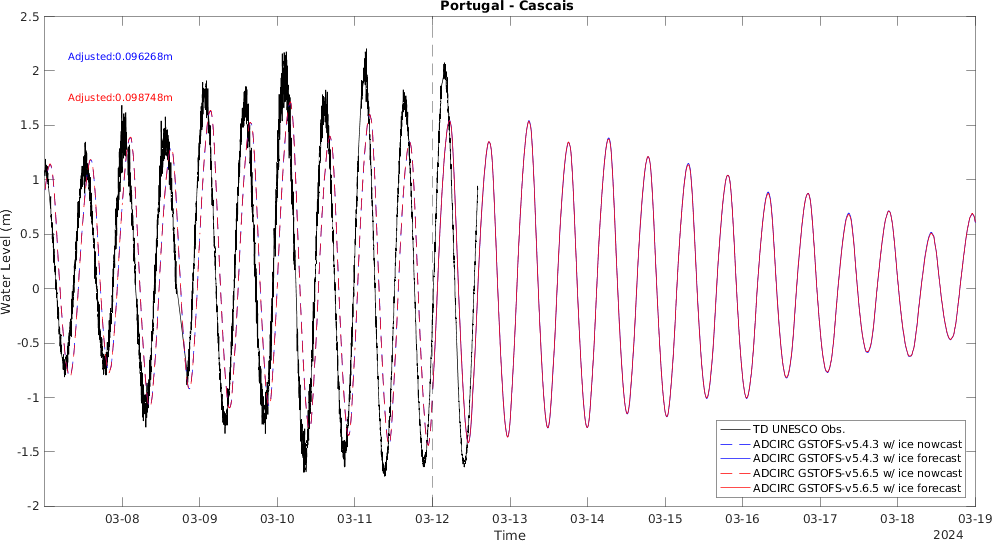 Portugal - Cascais
2.5
2
1.5
1
0.5
0
-0.5
-1
-1.5
-2
Water Level (m)
Adjusted:0.096268m
Adjusted:0.098748m
TD UNESCO Obs.
ADCIRC GSTOFS-v5.4.3 w/ ice nowcast
ADCIRC GSTOFS-v5.4.3 w/ ice forecast
ADCIRC GSTOFS-v5.6.5 w/ ice nowcast
ADCIRC GSTOFS-v5.6.5 w/ ice forecast
03-08 03-09 03-10 03-11 03-12 03-13 03-14 03-15 03-16 03-17 03-18 03-19
Time
2024